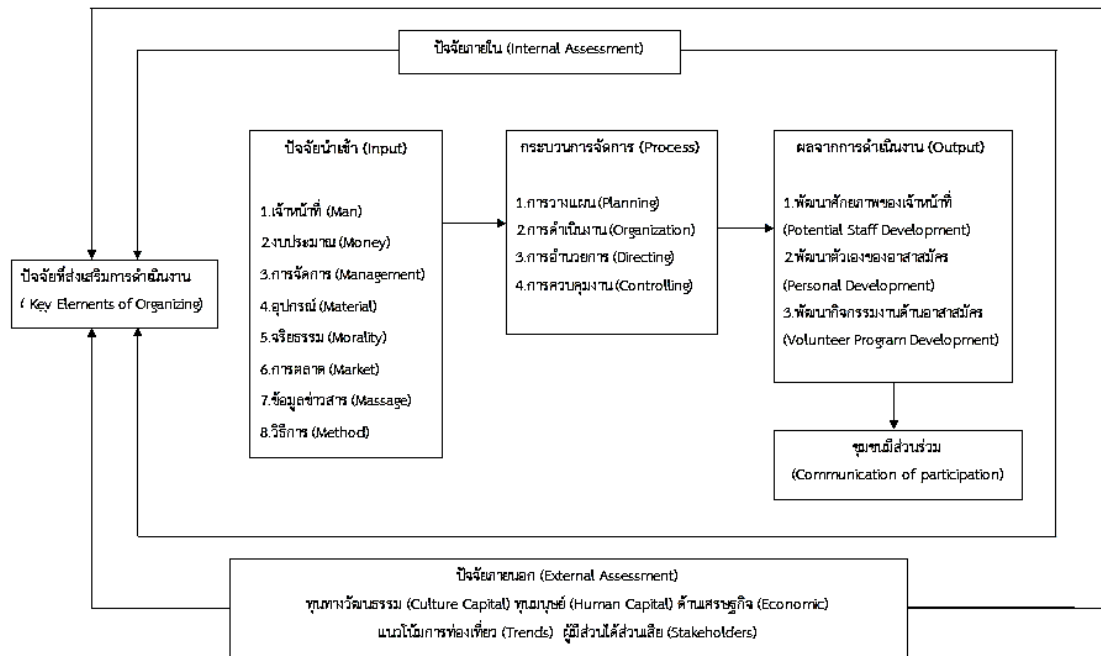 ปัจจัยภายใน (Internal Assessment)
ปัจจัยนำเข้า (Input)
1.เจ้าหน้าที่ (Man)
2.งบประมาณ (Money)
3.การจัดการ (Management)
4.อุปกรณ์ (Material)
5.จริยธรรม (Morality)
6.การตลาด (Market)
7.ข้อมูลข่าวสาร (Massage)
8.วิธีการ (Method)
กระบวนการจัดการ (Process)
1.การวางแผน (Planning)
2.การดำเนินงาน (Organization)
3.การอำนวยการ (Directing)
4.การควบคุมงาน (Controlling)
ผลจากการดำเนินงาน (Output)
1.พัฒนาศักยภาพของเจ้าหน้าที่
(Potential Staff Development)
2.พัฒนาตัวเองของอาสาสมัคร
(Personal Development)
3.พัฒนากิจกรรมงานด้านอาสาสมัคร
(Volunteer Program Development)
ปัจจัยที่ส่งเสริมการดำเนินงาน
( Key Elements of Organizing)
ชุมชนมีส่วนร่วม
(Communication of participation)
ปัจจัยภายนอก (External Assessment)
ทุนทางวัฒนธรรม (Culture Capital) ทุนมนุษย์ (Human Capital) ด้านเศรษฐกิจ (Economic)
แนวโน้มการท่องเที่ยว (Trends) ผู้มีส่วนได้ส่วนเสีย (Stakeholders)